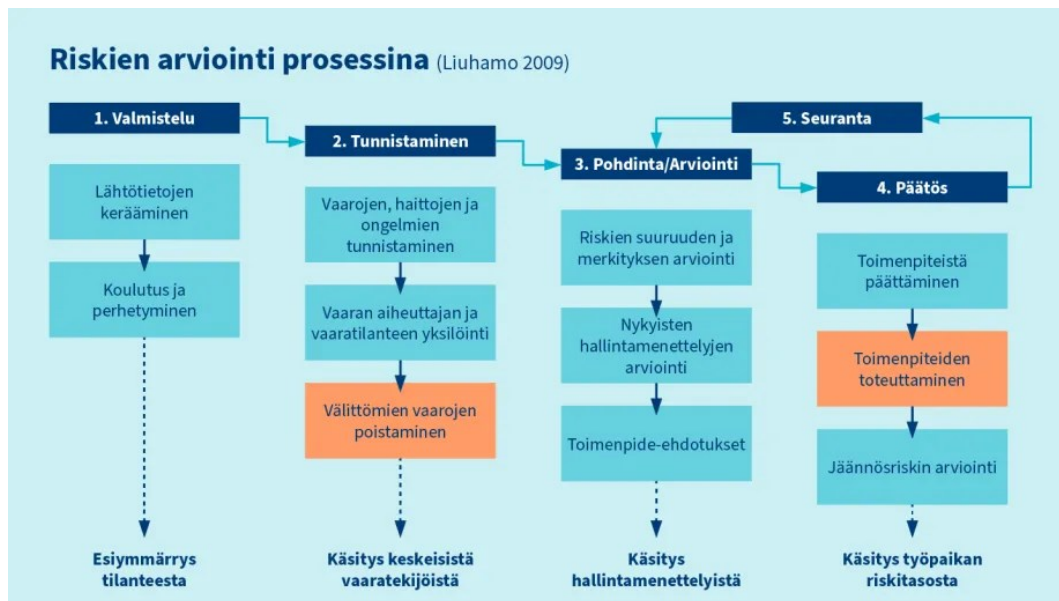 Riskien arviointi prosessina (Liuhamo 2009)
1. Valmistelu
Lähtötietojen
kerääminen
Koulutus ja
perhetyminen
Esiymmärrys
tilanteesta
2. Tunnistaminen
Vaarojen, haittojen ja
ongelmien
tunnistaminen
Vaaran aiheuttajan ja
vaaratilanteen yksilöinti
Välittömien vaarojen
poistaminen
Käsitys keskeisistä
vaaratekijöistä
3. Pohdinta/Arviointi
Riskien suuruuden ja
merkityksen arviointi
Nykyisten
hallintamenettelyjen
arviointi
Toimenpide-ehdotukset
Käsitys
hallintamenettelyistä
4. Päätös
Toimenpiteistä
päättäminen
Toimenpiteiden
toteuttaminen
Jäännösriskin arviointi
Käsitys työpaikan
riskitasosta
5. Seuranta